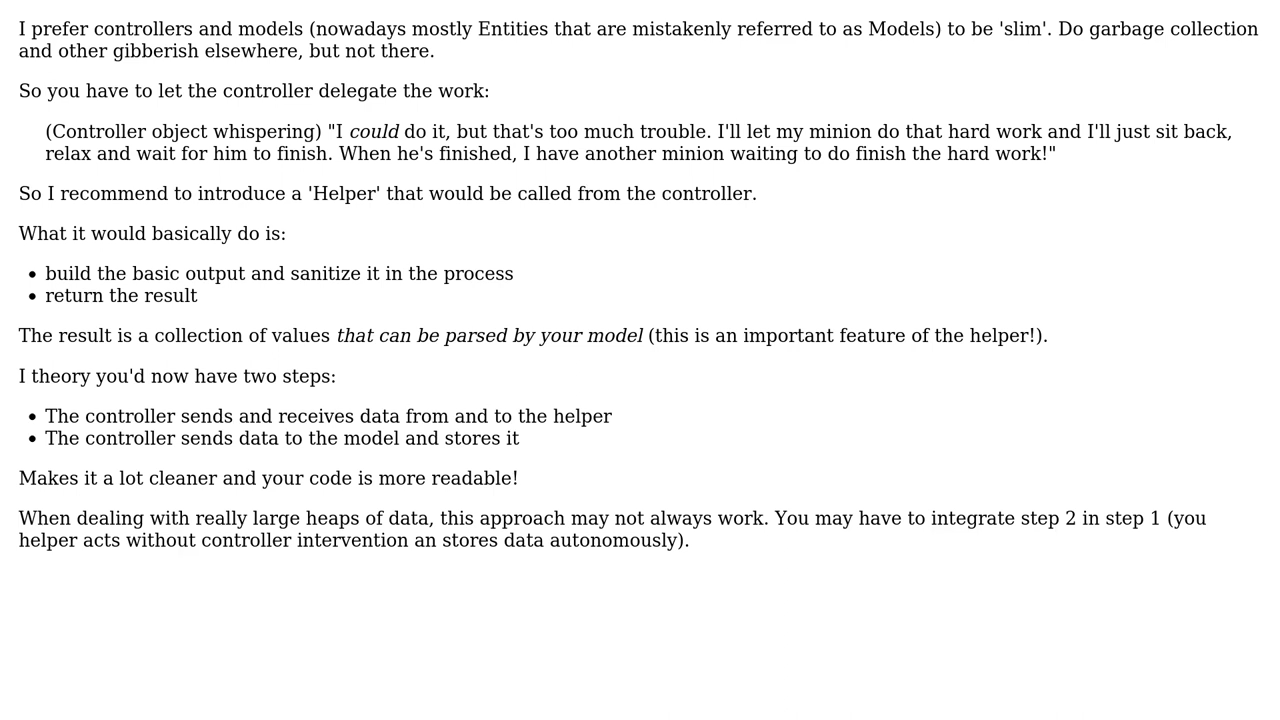 I prefer controllers and models (nowadays mostly Entities that are mistakenly referred to as Models) to be 'slim'. Do garbage collection
and other gibberish elsewhere, but not there.
So you have to let the controller delegate the work:
(Controller object whispering) "I could do it, but that's too much trouble. I'll let my minion do that hard work and I'll just sit back,
relax and wait for him to finish. When he's finished, I have another minion waiting to do finish the hard work!"
So I recommend to introduce a 'Helper' that would be called from the controller.
What it would basically do is:
• build the basic output and sanitize it in the process
• return the result
The result is a collection of values that can be parsed by your model (this is an important feature of the helper!).
I theory you'd now have two steps:
• The controller sends and receives data from and to the helper
• The controller sends data to the model and stores it
Makes it a lot cleaner and your code is more readable!
When dealing with really large heaps of data, this approach may not always work. You may have to integrate step 2 in step 1 (you
helper acts without controller intervention an stores data autonomously).